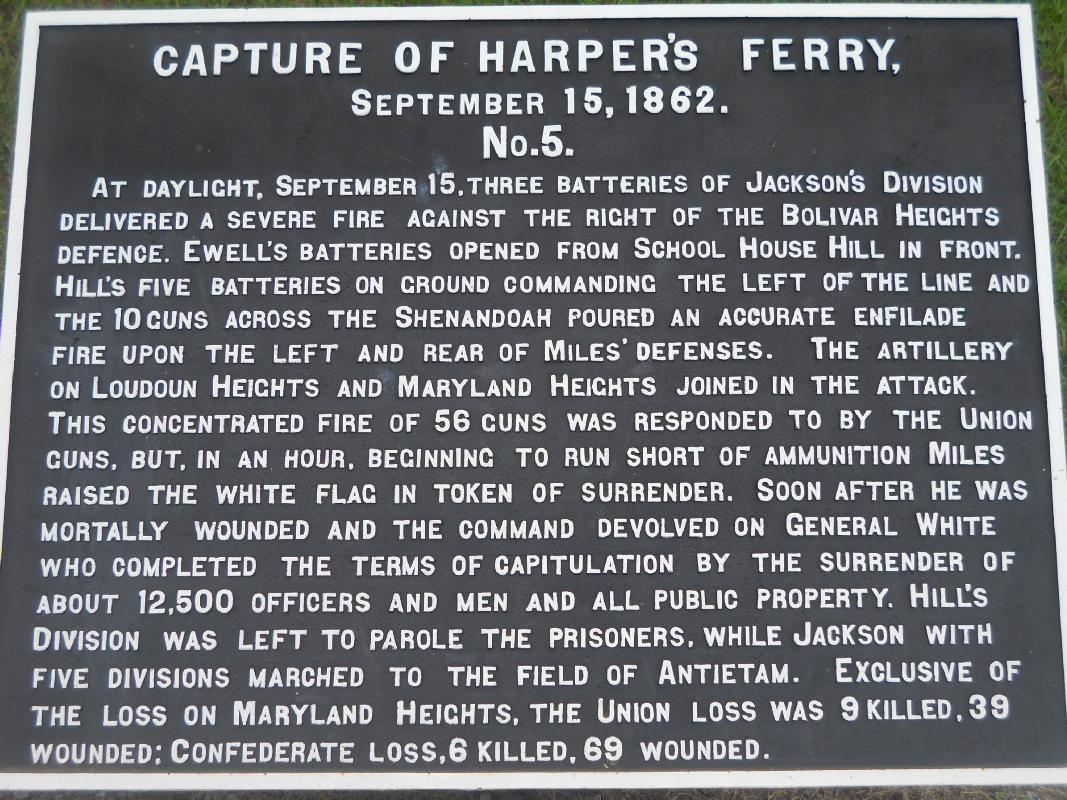 CAPTURE OF HARPER'S FERRY,
SEPTEMBER 15, 1862.
No. 5.
AT DAYLIGHT, SEPTEMBER 15, THREE BATTERIES OF JACKSON'S DIVISION
DELIVERED A SEVERE FIRE AGAINST THE RIGHT OF THE BOLIVAR HEIGHTS
DEFENCE. EWELL'S BATTERIES OPENED FROM SCHOOL HOUSE HILL IN FRONT.
HILL'S FIVE BATTERIES ON GROUND COMMANDING THE LEFT OF THE LINE AND
THE 10 GUNS ACROSS THE SHENANDOAH POURED AN ACCURATE ENFILADE
FIRE UPON THE LEFT AND REAR OF MILES' DEFENSES. THE ARTILLERY
ON LOUDOUN HEIGHTS AND MARYLAND HEIGHTS JOINED IN THE ATTACK.
THIS CONCENTRATED FIRE OF 56 GUNS WAS RESPONDED TO BY THE UNION
GUNS, BUT, IN AN HOUR, BEGINNING TO RUN SHORT OF AMMUNITION MILES
RAISED THE WHITE FLAG IN TOKEN OF SURRENDER. SOON AFTER HE WAS
MORTALLY WOUNDED AND THE COMMAND DEVOLVED ON GENERAL WHITE
WHO COMPLETED THE TERMS OF CAPITULATION BY THE SURRENDER OF
ABOUT 12,500 OFFICERS AND MEN AND ALL PUBLIC PROPERTY. HILL'S
DIVISION WAS LEFT TO PAROLE THE PRISONERS, WHILE JACKSON WITH
FIVE DIVISIONS MARCHED TO THE FIELD OF ANTIETAM. EXCLUSIVE OF
THE LOSS ON MARYLAND HEIGHTS, THE UNION LOSS WAS 9 KILLED, 39
WOUNDED; CONFEDERATE LOSS, 6 KILLED, 69 WOUNDED.